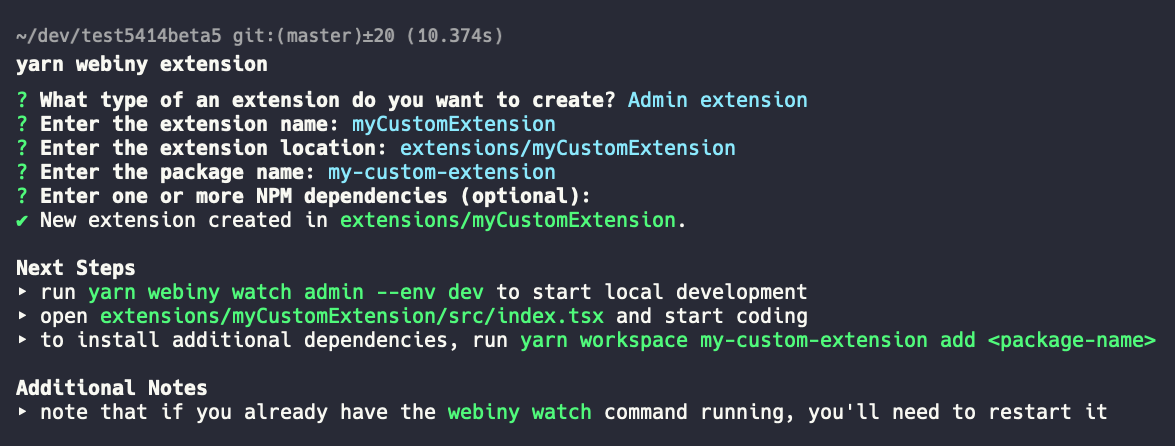 ~/dev/test5414beta5 git:(master)±20 (10.374s)
yarn webiny extension
? What type of an extension do you want to create? Admin extension
? Enter the extension name: myCustomExtension
? Enter the extension location: extensions/myCustomExtension
? Enter the package name: my-custom-extension
? Enter one or more NPM dependencies (optional):
✔ New extension created in extensions/myCustomExtension.
Next Steps
‣ run yarn webiny watch admin --env dev to start local development
‣ open extensions/myCustomExtension/src/index.tsx and start coding
‣ to install additional dependencies, run yarn workspace my-custom-extension add <package-name>
Additional Notes
‣ note that if you already have the webiny watch command running, you'll need to restart it